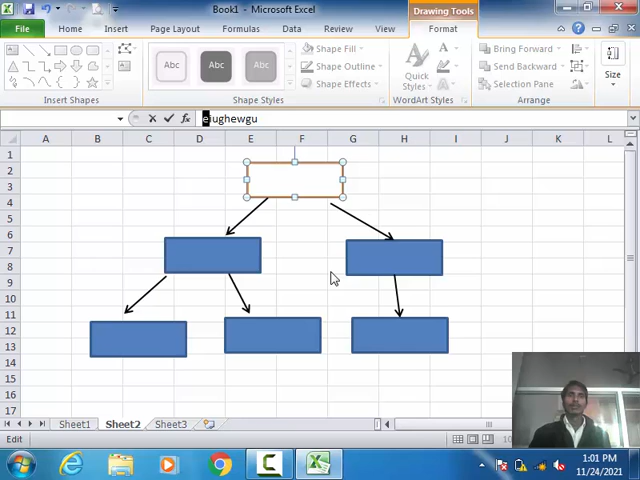 Book1 - Microsoft Excel
Drawing Tools
File Home Insert Page Layout Formulas Data Review View Format
Shape Fill
Shape Outline
Shape Effects
Abc Abc Abc
Quick Styles
Bring Forward
Send Backward
Selection Pane
Size
Insert Shapes Shape Styles WordArt Styles Arrange
fx eiughewgu
A B C D E F G H I J K L
1
2
3
4
5
6
7
8
9
10
11
12
13
14
15
16
17
Sheet1 Sheet2 Sheet3
Edit
1:01 PM
11/24/2021